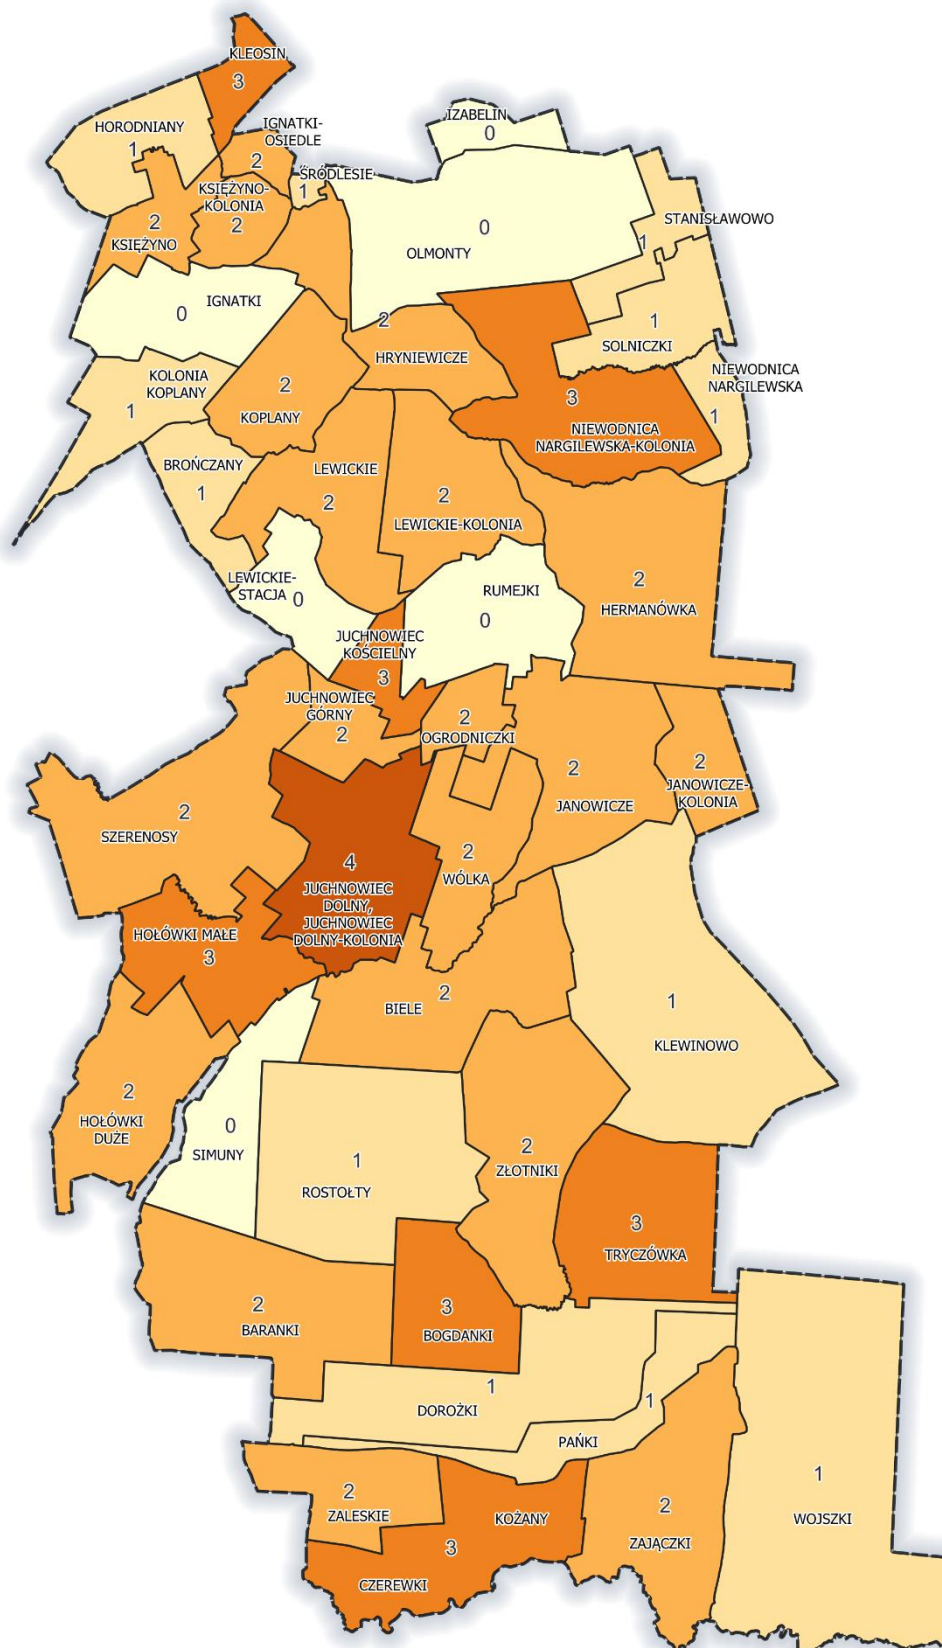 KLEOSIN
3
HORODNIANY
1
IGNATKI-
OSIEDLE
2
IZABELIN
0
ŚRÓDLESIE
1
KSIĘŻYNO-
KOLONIA
2
2
KSIĘŻYNO
STANISŁAWOWO
1
0
OLMONTY
0
IGNATKI
2
HRYNIEWICZE
1
SOLNICZKI
KOLONIA
KOPLANY
1
2
KOPLANY
NIEWODNICA
NARGILEWSKA
1
3
NIEWODNICA
NARGILEWSKA-KOLONIA
BROŃCZANY
1
LEWICKIE
2
2
LEWICKIE-KOLONIA
LEWICKIE-
STACJA
0
RUMEJKI
0
2
HERMANÓWKA
JUCHNOWIEC
KOŚCIELNY
3
JUCHNOWIEC
GÓRNY
2
2
OGRODNICZKI
2
JANOWICZE
2
JANOWICZE-
KOLONIA
2
SZERENOSY
4
JUCHNOWIEC
DOLNY,
JUCHNOWIEC
DOLNY-KOLONIA
2
WÓLKA
HOŁÓWKI MAŁE
3
2
BIELE
1
KLEWINOWO
2
HOŁÓWKI
DUŻE
0
SIMUNY
1
ROSTOŁTY
2
ZŁOTNIKI
3
TRYCZÓWKA
2
BARANKI
3
BOGDANKI
1
DOROŻKI
1
PAŃKI
2
ZALESKIE
KOŻANY
3
CZEREWKI
2
ZAJĄCZKI
1
WOJSZKI